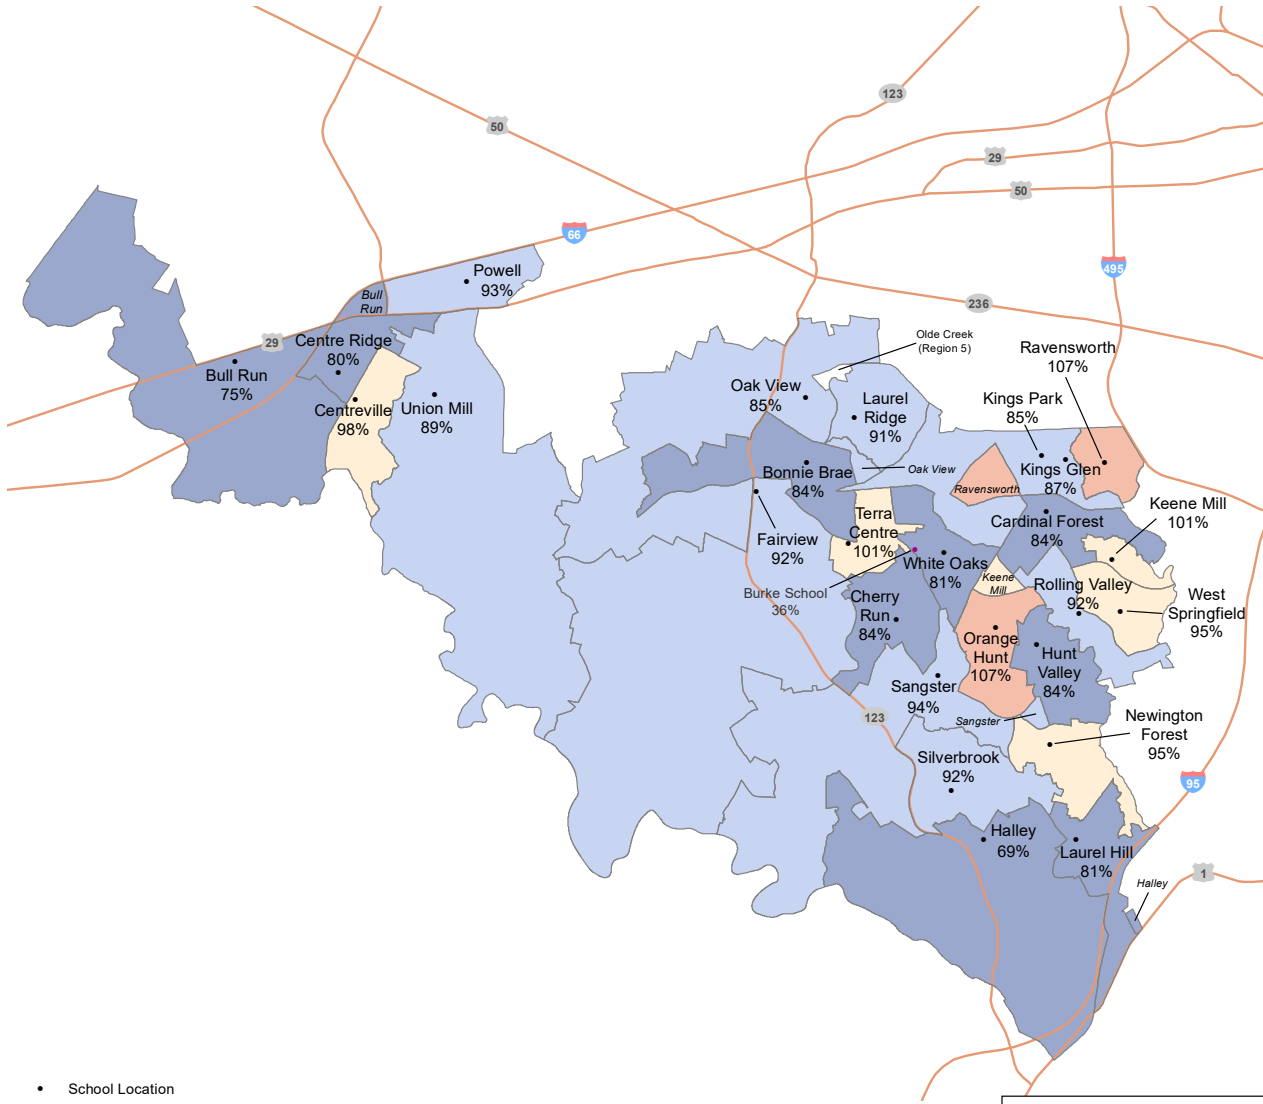 123
50
29
50
66
495
236
Powell
93%
Bull
Run
29
Centre Ridge
80%
Bull Run
75%
Centreville
98%
Union Mill
89%
Olde Creek
(Region 5)
Ravensworth
107%
Oak View
85%
Laurel
Ridge
91%
Kings Park
85%
Kings Glen
87%
Oak View
Ravensworth
Bonnie Brae
84%
Keene Mill
101%
Terra
Centre
101%
Cardinal Forest
84%
Fairview
92%
White Oaks
81%
Keene
Mill
Rolling Valley
92%
West
Springfield
95%
Burke School
36%
Cherry
Run
84%
Orange
Hunt
107%
Hunt
Valley
84%
Sangster
94%
Sangster
123
Newington
Forest
95%
Silverbrook
92%
95
Halley
69%
Laurel Hill
81%
Halley
1
School Location